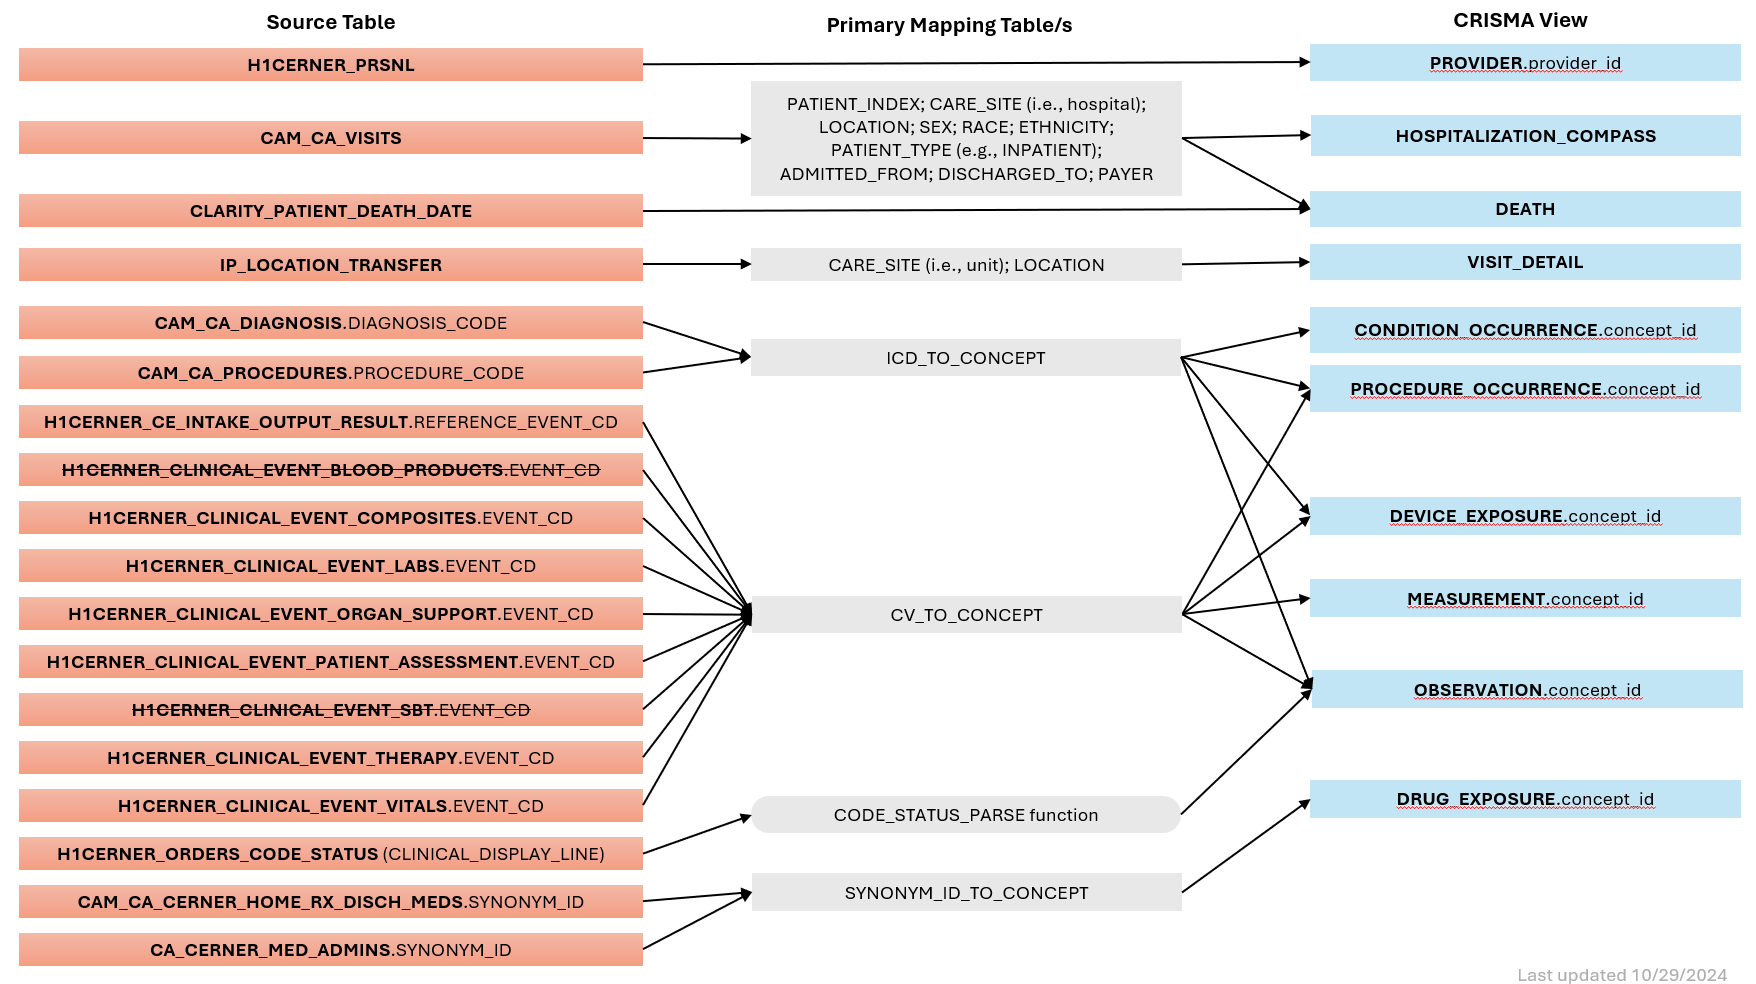 Source Table
Primary Mapping Table/s
CRISMA View
H1CERNER_PRSNL
PROVIDER.provider_id
CAM_CA_VISITS
PATIENT_INDEX; CARE_SITE (i.e., hospital);
LOCATION; SEX; RACE; ETHNICITY;
PATIENT_TYPE (e.g., INPATIENT);
ADMITTED_FROM; DISCHARGED_TO; PAYER
HOSPITALIZATION_COMPASS
CLARITY_PATIENT_DEATH_DATE
DEATH
IP_LOCATION_TRANSFER
CARE_SITE (i.e., unit); LOCATION
VISIT_DETAIL
CAM_CA_DIAGNOSIS.DIAGNOSIS_CODE
CAM_CA_PROCEDURES.PROCEDURE_CODE
ICD_TO_CONCEPT
CONDITION_OCCURRENCE.concept_id
PROCEDURE_OCCURRENCE.concept_id
H1CERNER_CE_INTAKE_OUTPUT_RESULT.REFERENCE_EVENT_CD
H1CERNER_CLINICAL_EVENT_BLOOD_PRODUCTS.EVENT_CD
H1CERNER_CLINICAL_EVENT_COMPOSITES.EVENT_CD
H1CERNER_CLINICAL_EVENT_LABS.EVENT_CD
H1CERNER_CLINICAL_EVENT_ORGAN_SUPPORT.EVENT_CD
H1CERNER_CLINICAL_EVENT_PATIENT_ASSESSMENT.EVENT_CD
H1CERNER_CLINICAL_EVENT_SBT.EVENT_CD
H1CERNER_CLINICAL_EVENT_THERAPY.EVENT_CD
H1CERNER_CLINICAL_EVENT_VITALS.EVENT_CD
CV_TO_CONCEPT
DEVICE_EXPOSURE.concept_id
MEASUREMENT.concept_id
OBSERVATION.concept_id
H1CERNER_ORDERS_CODE_STATUS (CLINICAL_DISPLAY_LINE)
CODE_STATUS_PARSE function
CAM_CA_CERNER_HOME_RX_DISCH_MEDS.SYNONYM_ID
CA_CERNER_MED_ADMINS.SYNONYM_ID
SYNONYM_ID_TO_CONCEPT
DRUG_EXPOSURE.concept_id
Last updated 10/29/2024